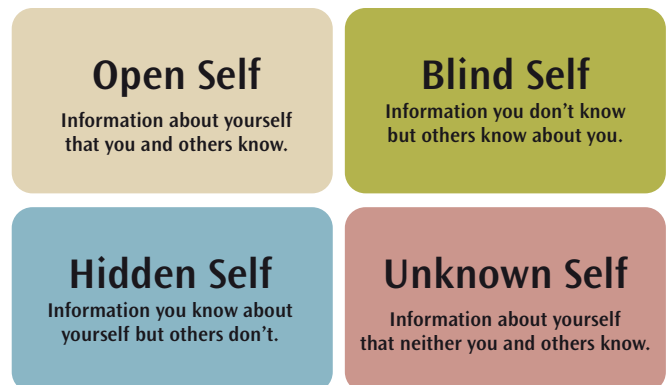 Open Self
Information about yourself
that you and others know.
Blind Self
Information you don’t know
but others know about you.
Hidden Self
Information you know about
yourself but others don’t.
Unknown Self
Information about yourself
that neither you and others know.